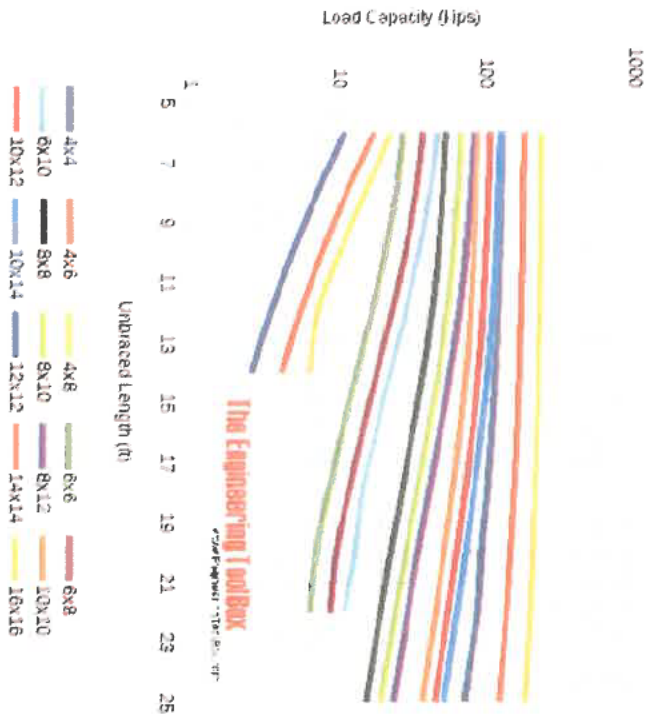 Load Capacity (Kips)
1000
100
10
1
5 7 9 11 13 15 17 19 21 23 25
Unbraced Length (ft)
The Engineering ToolBox
4x4 4x6 4x8 6x6 6x8
6x10 8x8 8x10 8x12 10x10
10x12 10x14 12x12 14x14 16x16